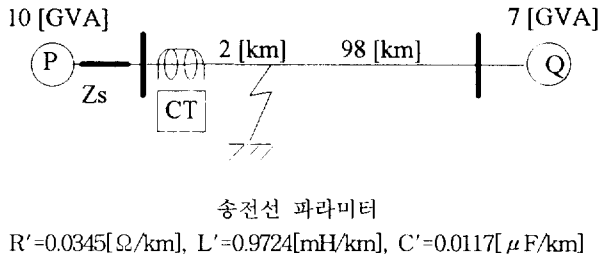 10 [GVA] 7 [GVA]
P 2 [km] 98 [km] Q
Zs CT
송전선 파라미터
R′=0.0345[Ω/km], L′=0.9724[mH/km], C′=0.0117[μF/km]